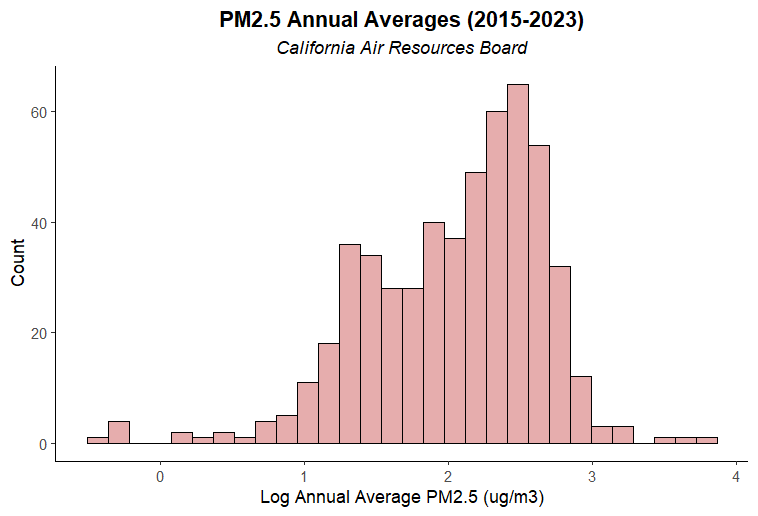 PM2.5 Annual Averages (2015-2023)
California Air Resources Board
Count
60
40
20
0
0 1 2 3 4
Log Annual Average PM2.5 (ug/m3)